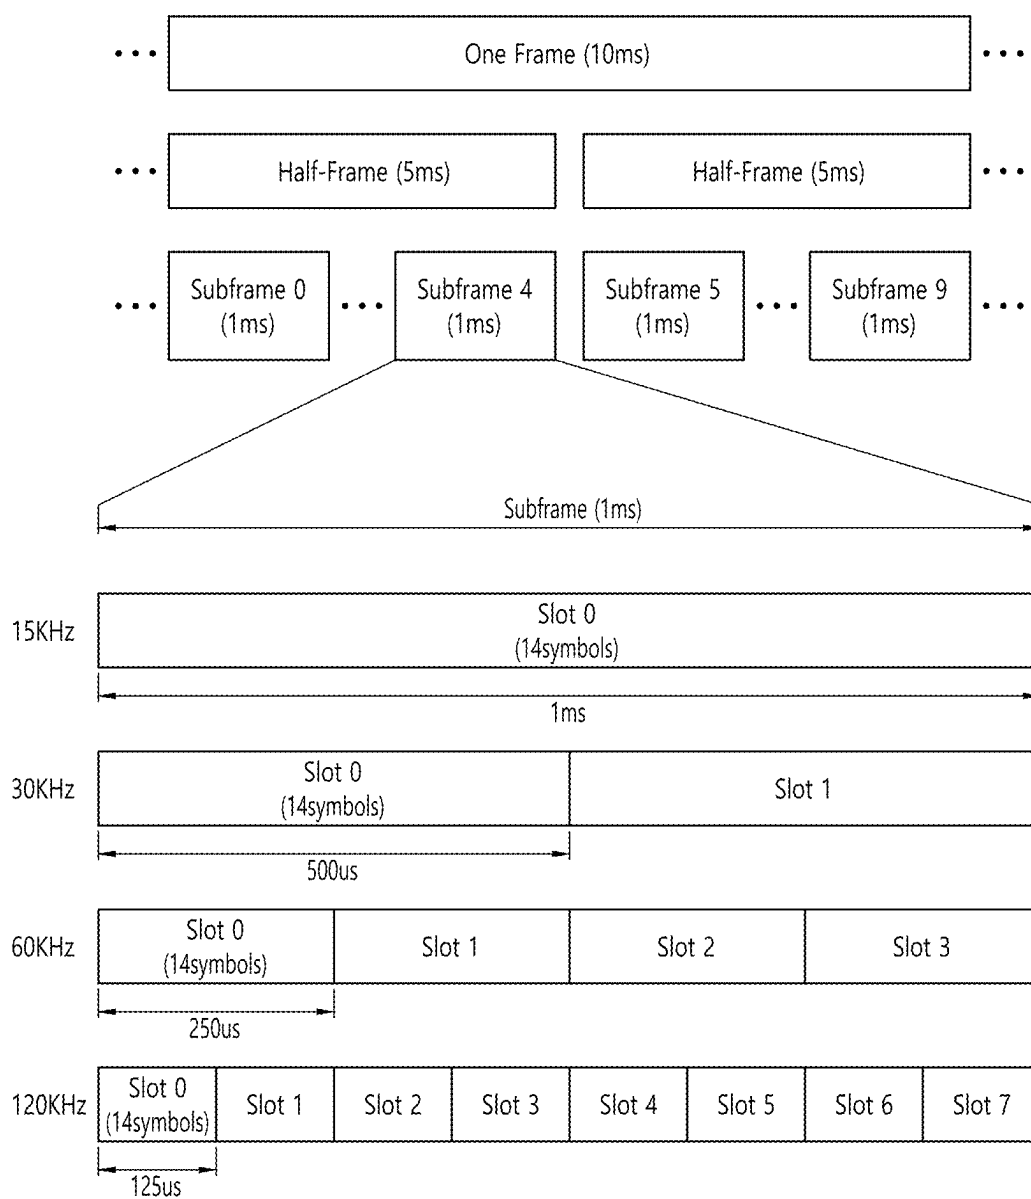 One Frame (10ms)
Half-Frame (5ms)
Half-Frame (5ms)
Subframe 0
(1ms)
Subframe 4
(1ms)
Subframe 5
(1ms)
Subframe 9
(1ms)
Subframe (1ms)
15KHz
Slot 0
(14symbols)
1ms
30KHz
Slot 0
(14symbols)
Slot 1
500us
60KHz
Slot 0
(14symbols)
Slot 1
Slot 2
Slot 3
250us
120KHz
Slot 0
(14symbols)
Slot 1
Slot 2
Slot 3
Slot 4
Slot 5
Slot 6
Slot 7
125us